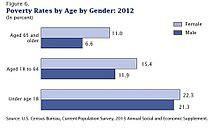 Figure 6.
Poverty Rates by Age by Gender: 2012
(In percent)
Female
Male
Aged 65 and older
11.0
6.6
Aged 18 to 64
15.4
11.9
Under age 18
22.3
21.3
Source: U.S. Census Bureau, Current Population Survey, 2013 Annual Social and Economic Supplement.